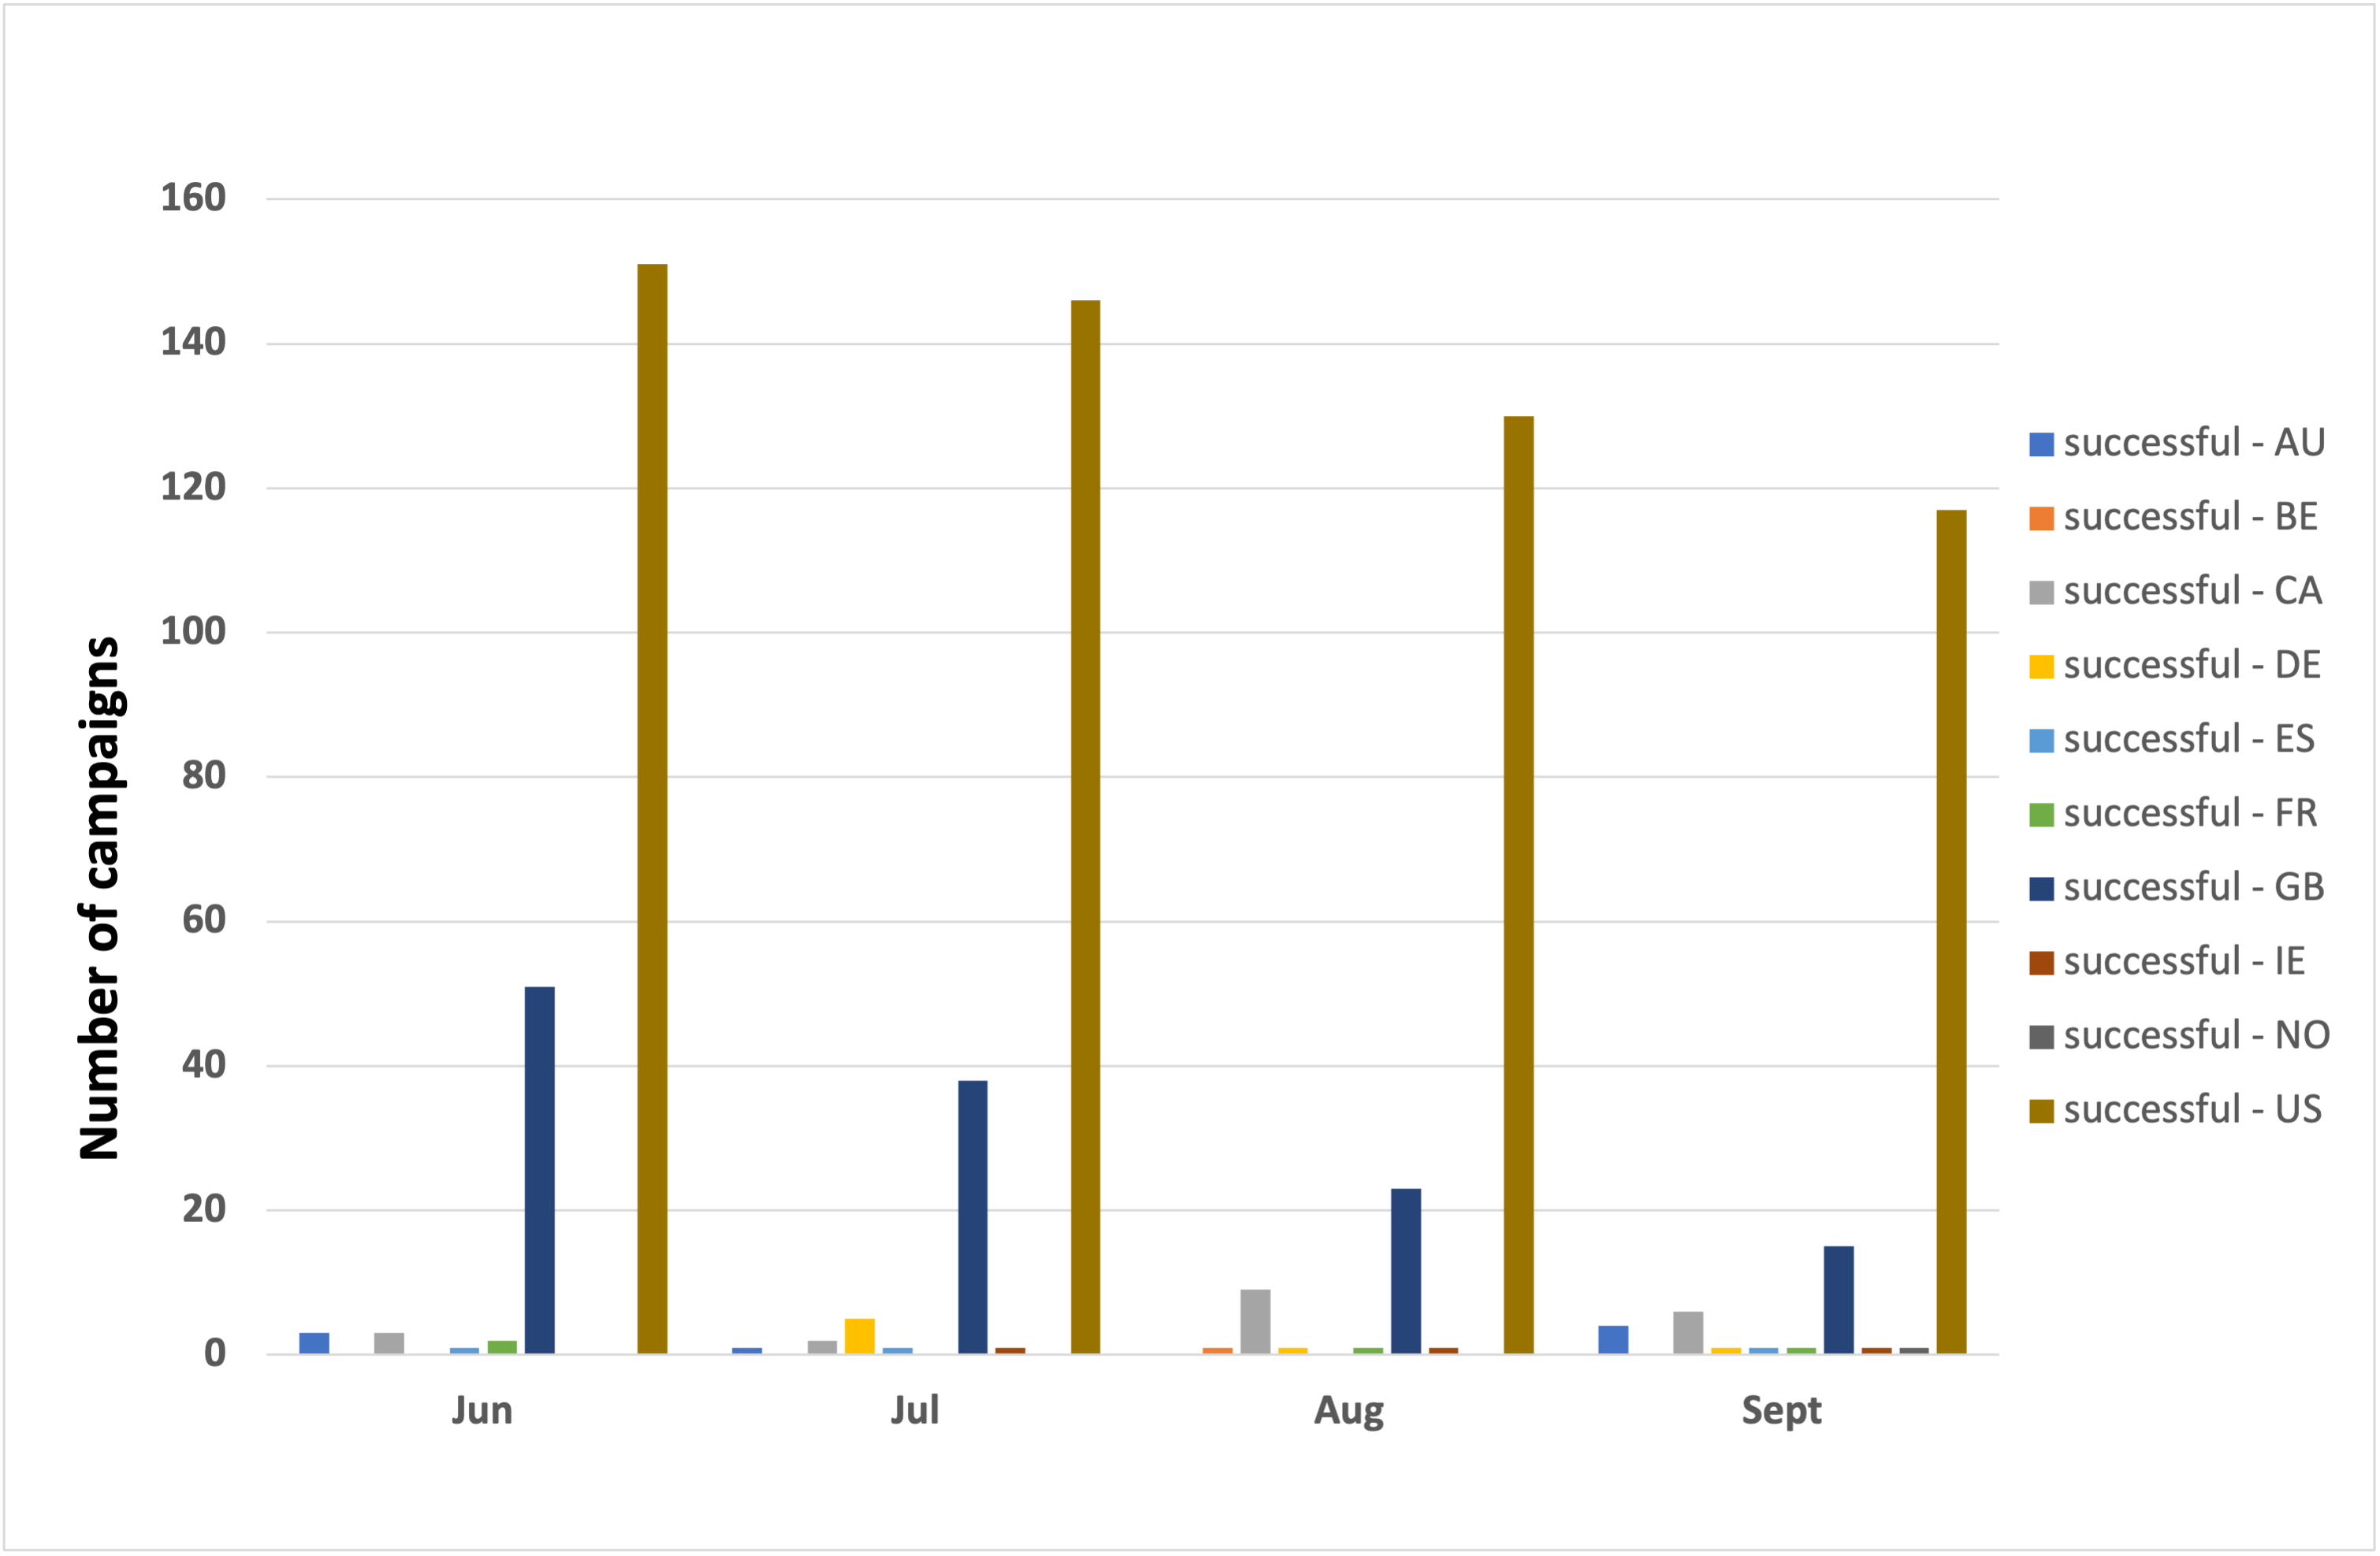 160
140
120
100
80
60
40
20
0
Number of campaigns
Jun
Jul
Aug
Sept
successful - AU
successful - BE
successful - CA
successful - DE
successful - ES
successful - FR
successful - GB
successful - IE
successful - NO
successful - US